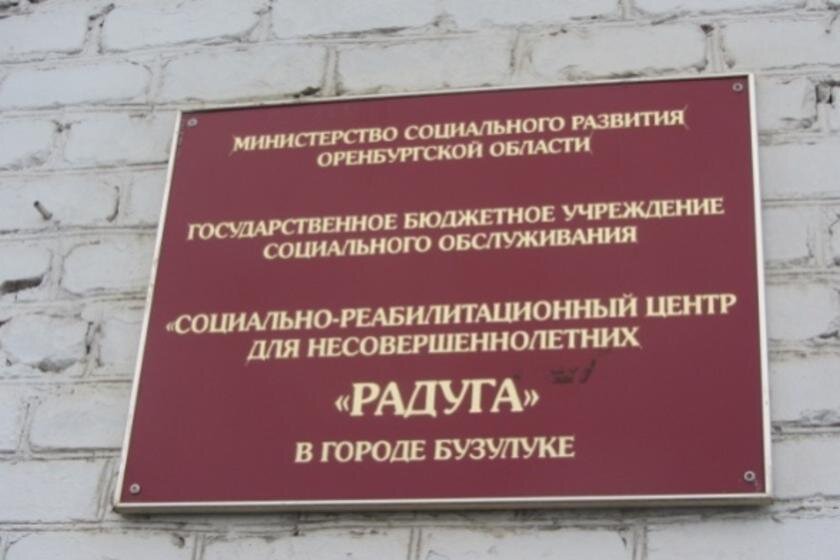 МИНИСТЕРСТВО СОЦИАЛЬНОГО РАЗВИТИЯ
ОРЕНБУРГСКОЙ ОБЛАСТИ
ГОСУДАРСТВЕННОЕ БЮДЖЕТНОЕ УЧРЕЖДЕНИЕ
СОЦИАЛЬНОГО ОБСЛУЖИВАНИЯ
«СОЦИАЛЬНО-РЕАБИЛИТАЦИОННЫЙ ЦЕНТР
ДЛЯ НЕСОВЕРШЕННОЛЕТНИХ
«РАДУГА»
В ГОРОДЕ БУЗУЛУКЕ